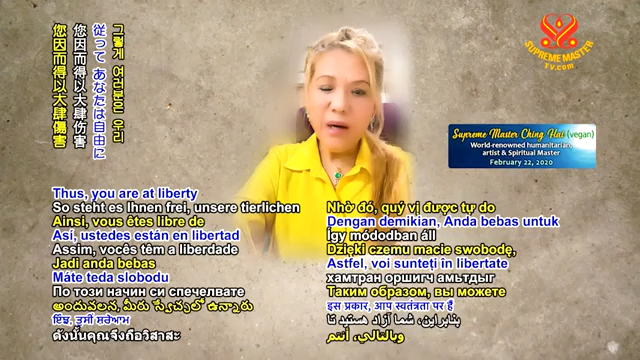 그렇게 여러분은 우리
従って あなたは自由に
您因而得以大肆伤害
您因而得以大肆傷害
SUPREME MASTER
TV.com
Supreme Master Ching Hai (vegan)
World-renowned humanitarian,
artist & Spiritual Master
February 22, 2020
Thus, you are at liberty
So steht es Ihnen frei, unsere tierlichen
Ainsi, vous êtes libre de
Así, ustedes están en libertad
Assim, vocês têm a liberdade
Jadi anda bebas
Máte teda slobodu
По този начин си спечелвате
అందువలన, మీరు స్వేచ్ఛలో ఉన్నారు
ਇੰਝ, ਤੁਸੀਂ ਸਰੇਆਮ
ดังนั้นคุณจึงถือวิสาสะ
Nhờ đó, quý vị được tự do
Dengan demikian, Anda bebas untuk
Így módodban áll
Dzięki czemu macie swobodę,
Astfel, voi sunteți în libertate
хамтран оршигч амьтдыг
Таким образом, вы можете
इस प्रकार, आप स्वतंत्रता पर हैं
بنابراین، شما آزاد هستید تا
وبالتالي، أنتم